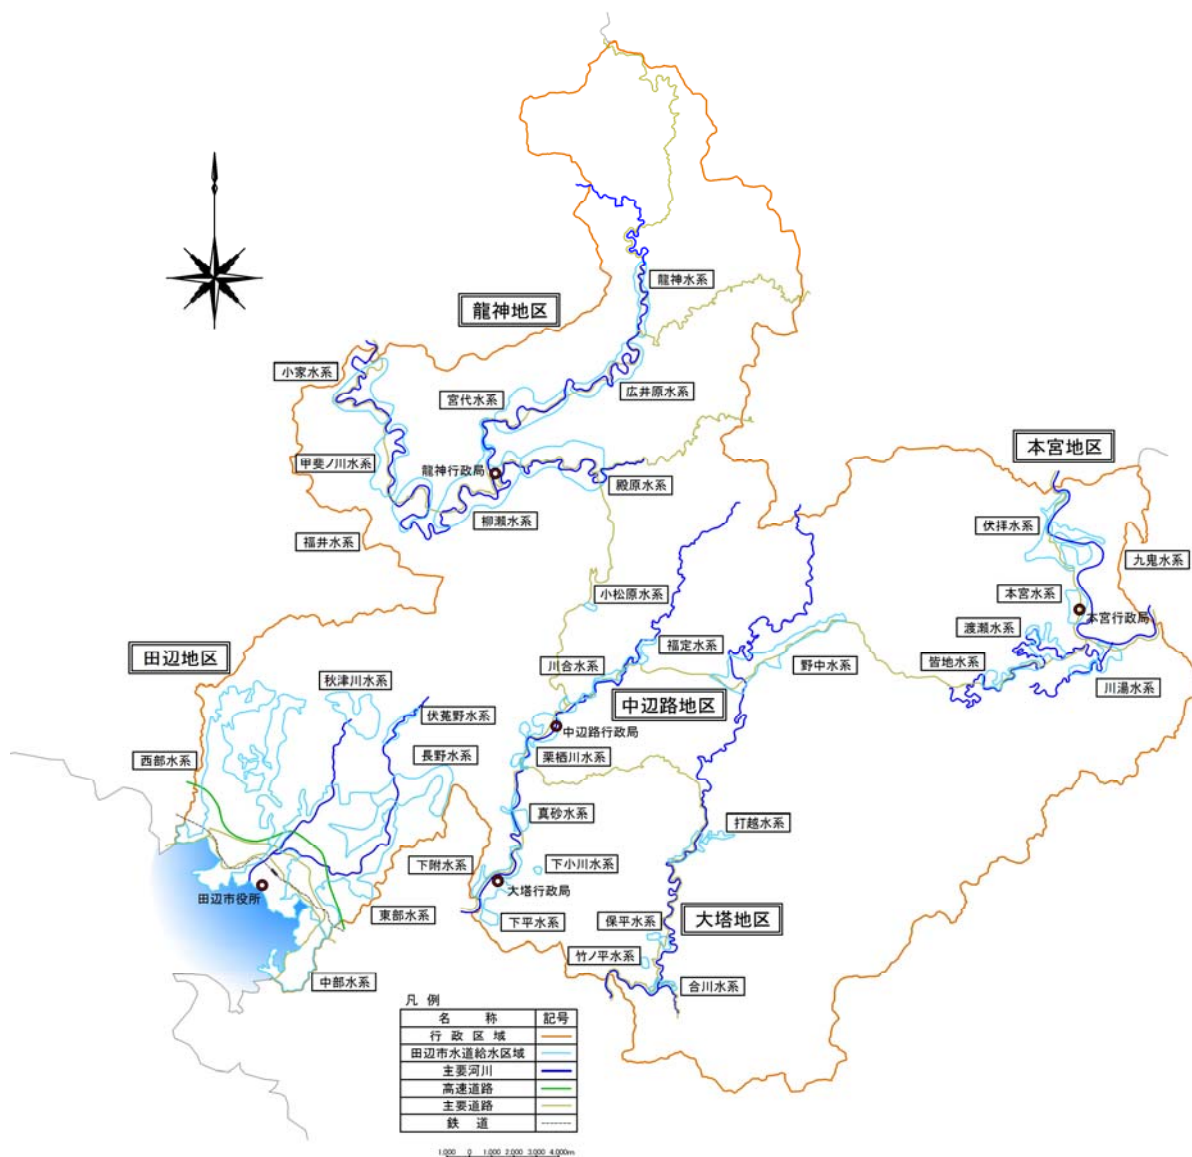 龍神水系
龍神地区
小家水系
宮代水系
広井原水系
本宮地区
甲斐ノ川水系
龍神行政局
殿原水系
柳瀬水系
伏拝水系
福井水系
九鬼水系
小松原水系
本宮水系
本宮行政局
渡瀬水系
田辺地区
福定水系
川合水系
野中水系
皆地水系
川湯水系
秋津川水系
中辺路地区
伏菟野水系
中辺路行政局
長野水系
西部水系
栗栖川水系
真砂水系
打越水系
下附水系
下小川水系
大塔行政局
田辺市役所
東部水系
下平水系
保平水系
大塔地区
竹ノ平水系
中部水系
合川水系
凡 例
名 称 記号
行 政 区 域
田辺市水道給水区域
主要河川
高速道路
主要道路
鉄 道
1,000 0 1,000 2,000 3,000 4,000m